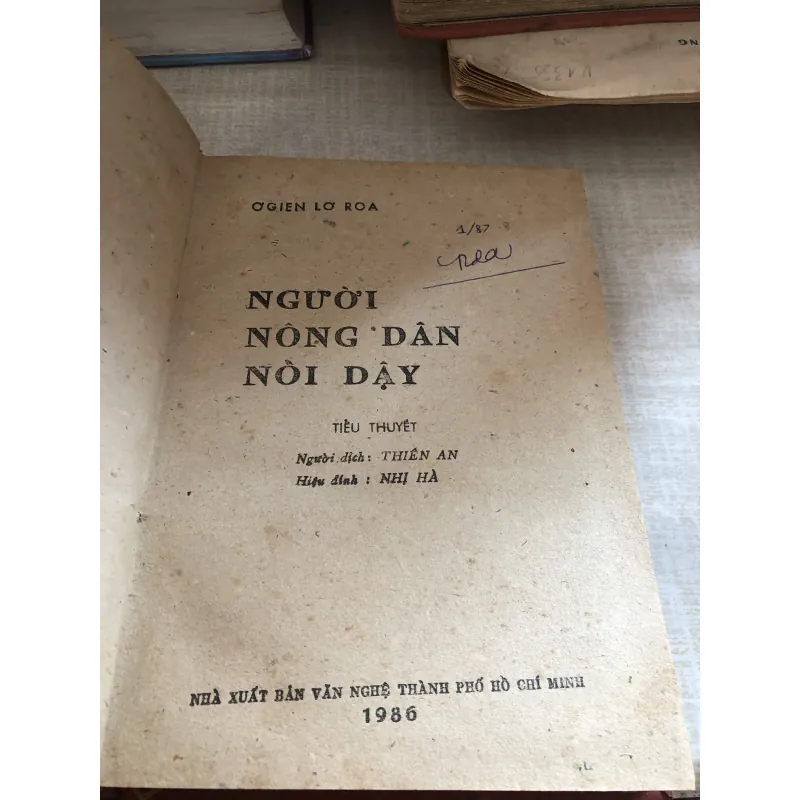 ƠGIEN LƠ ROA
1/87
NGƯỜI
NÔNG DÂN
NỔI DẬY
TIỂU THUYẾT
Người dịch: THIÊN AN
Hiệu đính : NHỊ HÀ
NHÀ XUẤT BẢN VĂN NGHỆ THÀNH PHỐ HỒ CHÍ MINH
1986